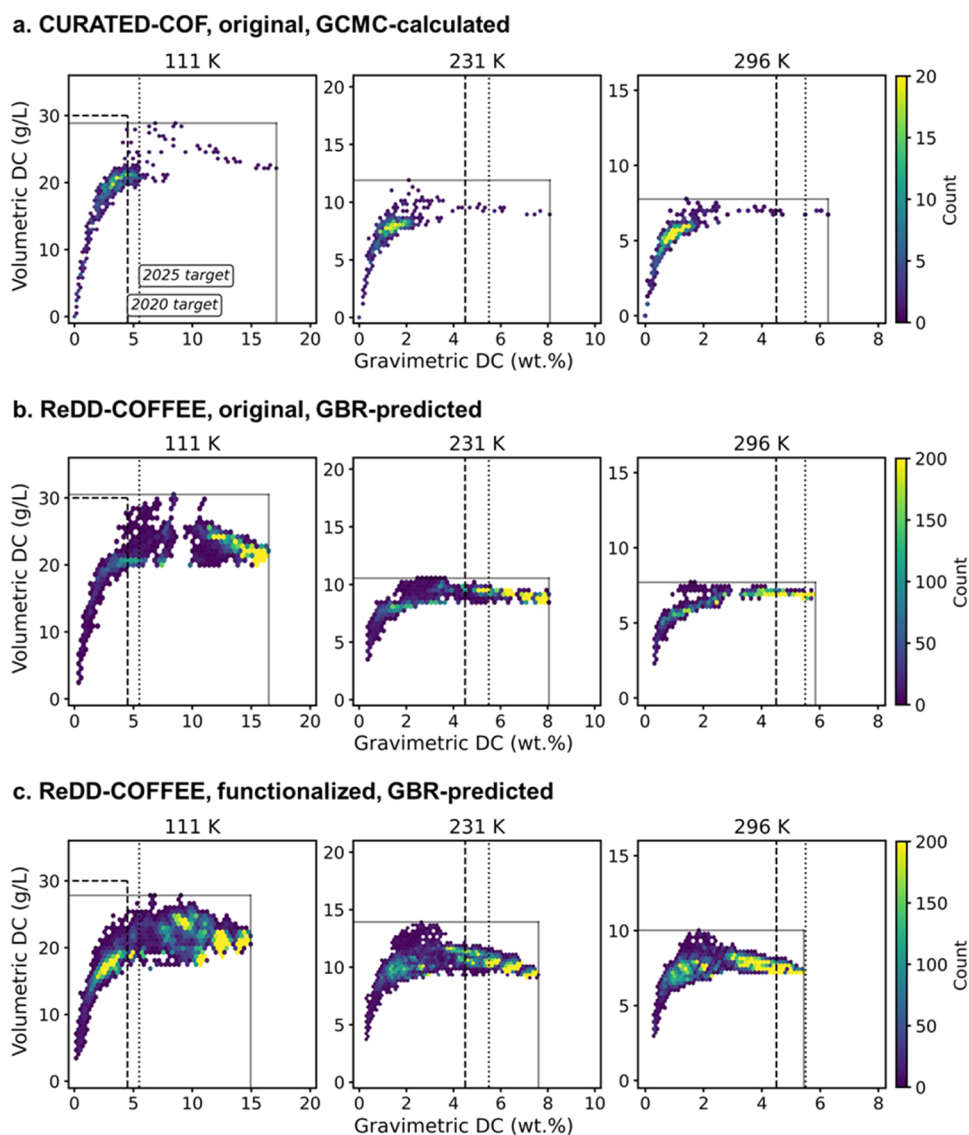 a. CURATED-COF, original, GCMC-calculated
111 K
231 K
296 K
Volumetric DC (g/L)
30
20
10
0
20
15
10
5
0
15
10
5
0
2025 target
2020 target
0 5 10 15 20
0 2 4 6 8 10
0 2 4 6 8
Gravimetric DC (wt.%)
20
15
10
5
0
Count
b. ReDD-COFFEE, original, GBR-predicted
111 K
231 K
296 K
Volumetric DC (g/L)
30
20
10
0
20
15
10
5
0
15
10
5
0
0 5 10 15 20
0 2 4 6 8 10
0 2 4 6 8
Gravimetric DC (wt.%)
200
150
100
50
0
Count
c. ReDD-COFFEE, functionalized, GBR-predicted
111 K
231 K
296 K
Volumetric DC (g/L)
30
20
10
0
20
15
10
5
0
15
10
5
0
0 5 10 15 20
0 2 4 6 8 10
0 2 4 6 8
Gravimetric DC (wt.%)
200
150
100
50
0
Count